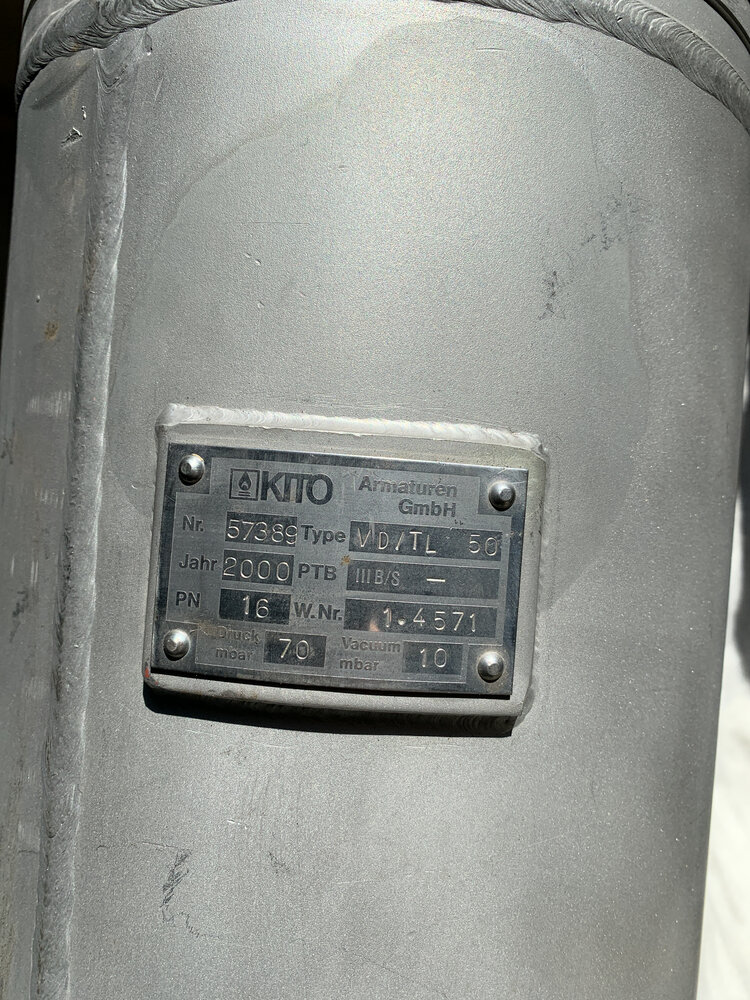 KITO Armaturen
GmbH
Nr. 57389 Type VD/TL 50
Jahr 2000 PTB III B/S —
PN 16 W.Nr. 1.4571
Druck mbar 70 Vacuum mbar 10